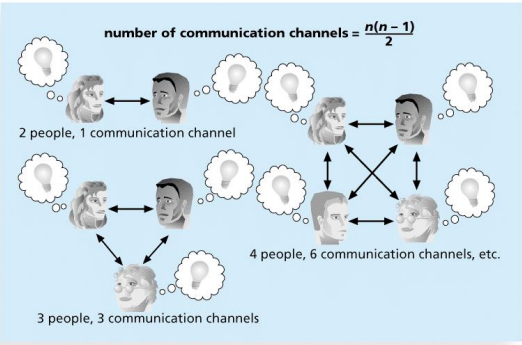 number of communication channels = n(n – 1)
2
2 people, 1 communication channel
4 people, 6 communication channels, etc.
3 people, 3 communication channels